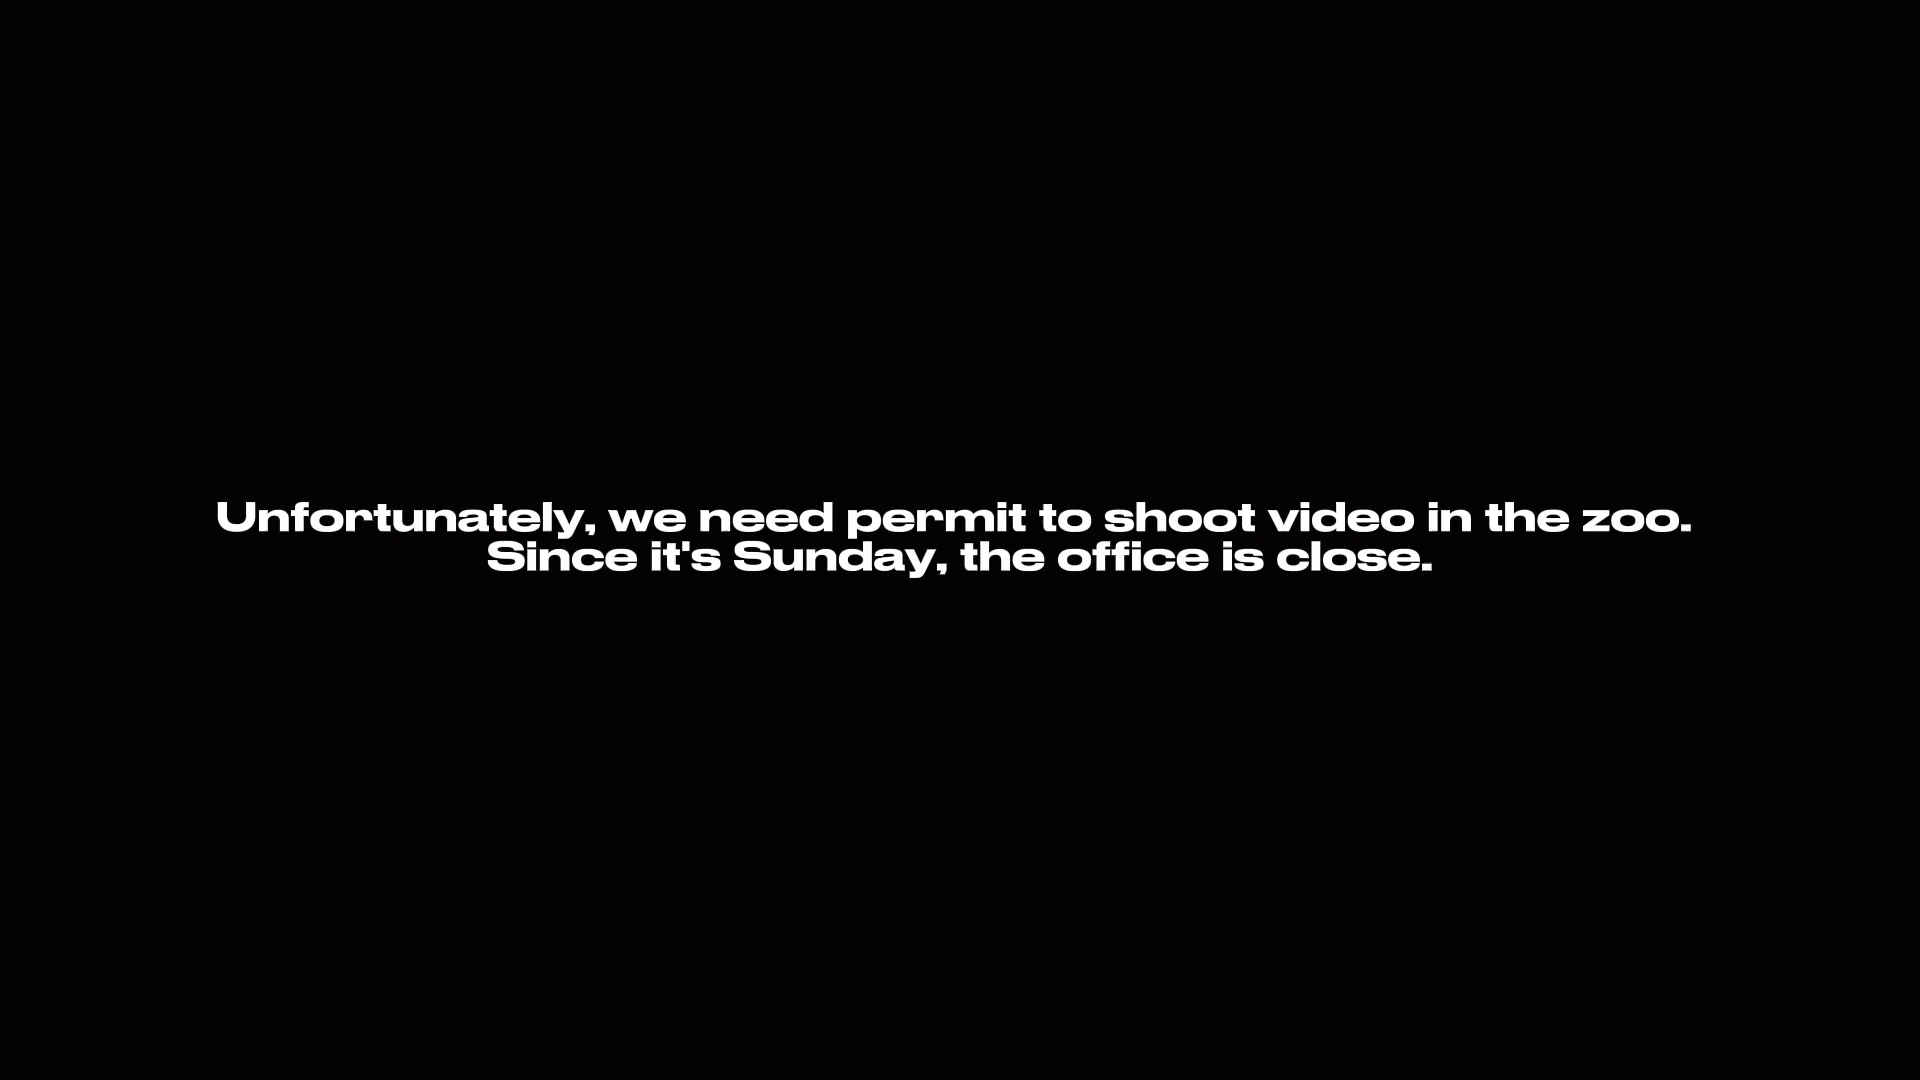 Unfortunately, we need permit to shoot video in the zoo.
Since it's Sunday, the office is close.